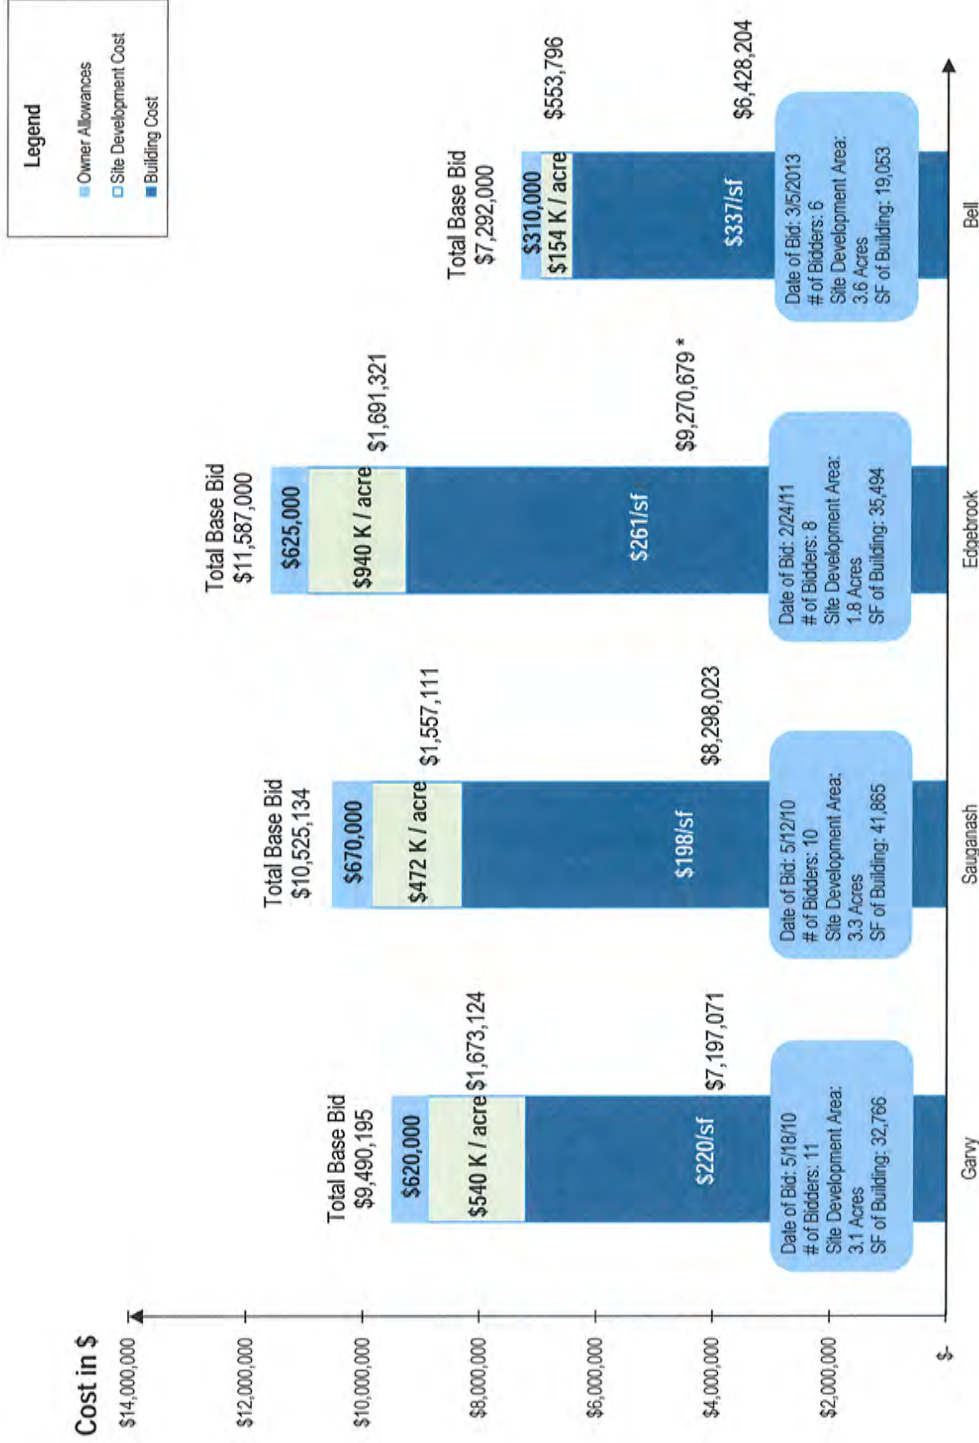 Cost in $
Legend
Owner Allowances
Site Development Cost
Building Cost
$14,000,000
$12,000,000
$10,000,000
$8,000,000
$6,000,000
$4,000,000
$2,000,000
$-
Total Base Bid
$9,490,195
$620,000
$540 K / acre
$1,673,124
$7,197,071
$220/sf
Date of Bid: 5/18/10
# of Bidders: 11
Site Development Area:
3.1 Acres
SF of Building: 32,766
Garvy
Total Base Bid
$10,525,134
$670,000
$472 K / acre
$1,557,111
$8,298,023
$198/sf
Date of Bid: 5/12/10
# of Bidders: 10
Site Development Area:
3.3 Acres
SF of Building: 41,865
Sauganash
Total Base Bid
$11,587,000
$625,000
$940 K / acre
$1,691,321
$9,270,679 *
$261/sf
Date of Bid: 2/24/11
# of Bidders: 8
Site Development Area:
1.8 Acres
SF of Building: 35,494
Edgebrook
Total Base Bid
$7,292,000
$310,000
$154 K / acre
$553,796
$6,428,204
$337/sf
Date of Bid: 3/5/2013
# of Bidders: 6
Site Development Area:
3.6 Acres
SF of Building: 19,053
Bell